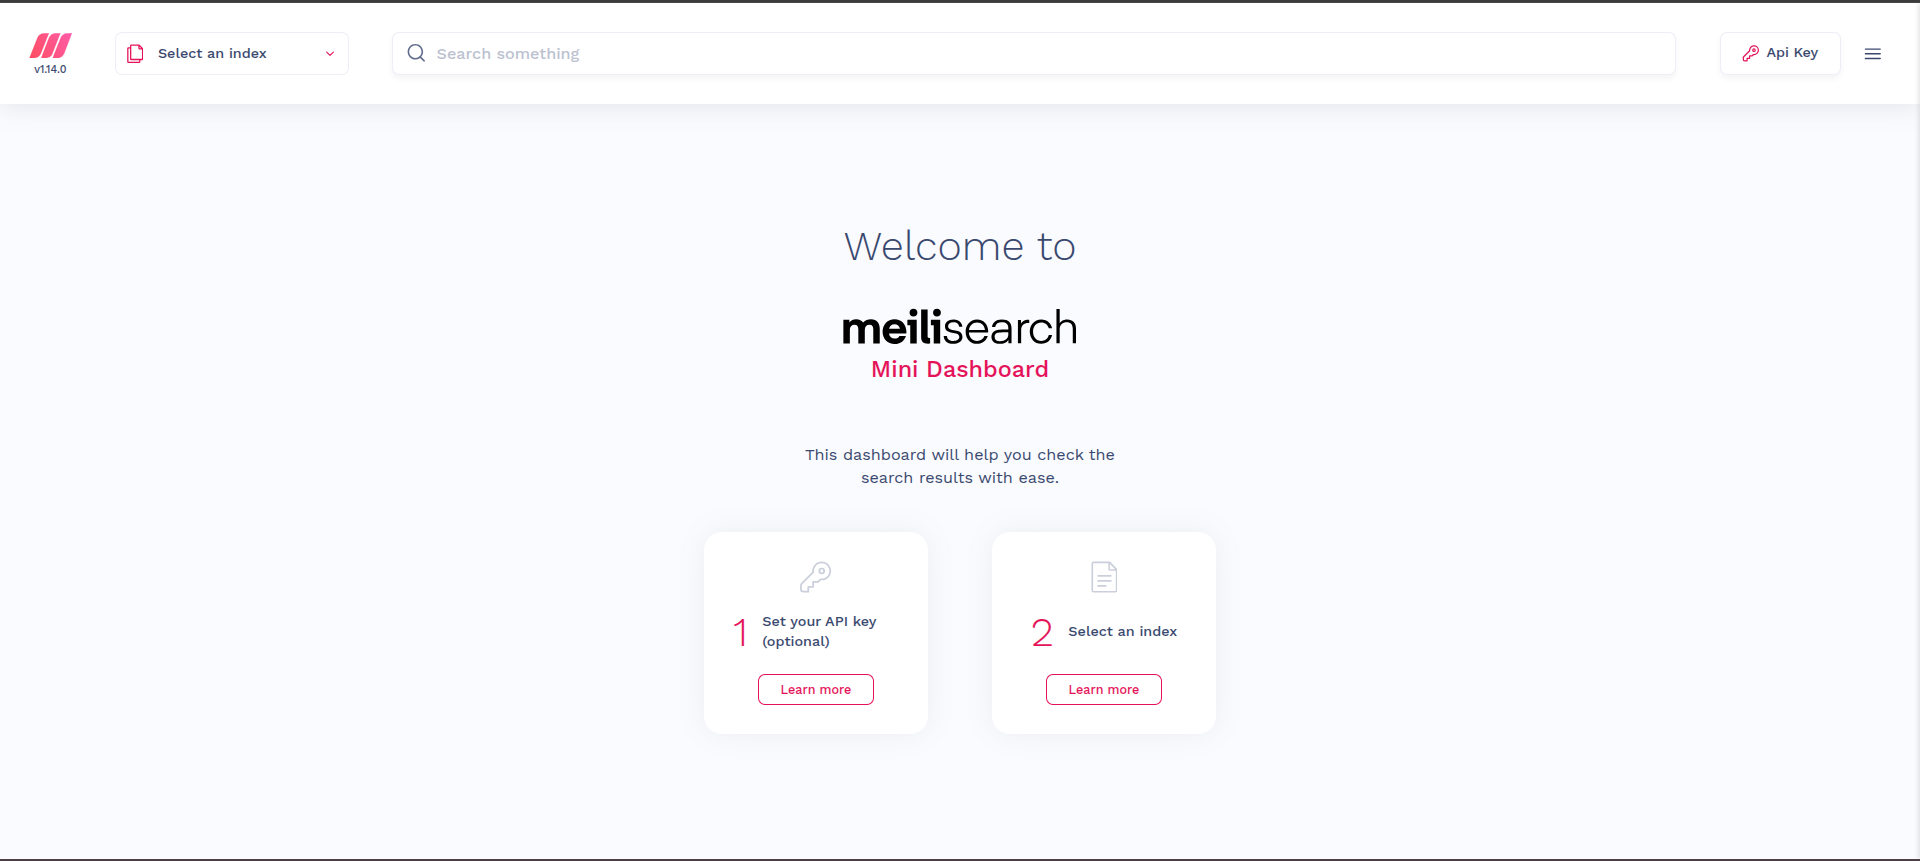 v1.14.0
Select an index
Search something
Api Key
Welcome to
meilisearch
Mini Dashboard
This dashboard will help you check the
search results with ease.
1
Set your API key
(optional)
Learn more
2
Select an index
Learn more